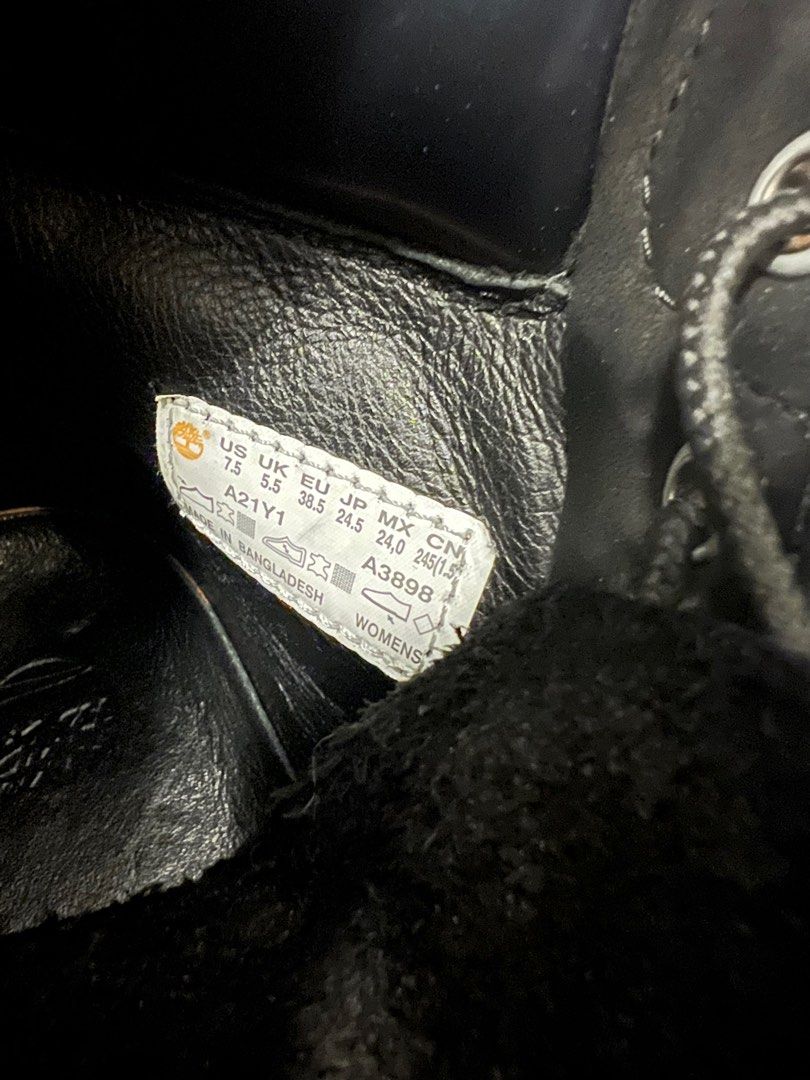 US UK EU JP MX CN
7.5 5.5 38.5 24.5 24,0 245(1.5)
A21Y1 A3898
MADE IN BANGLADESH WOMENS